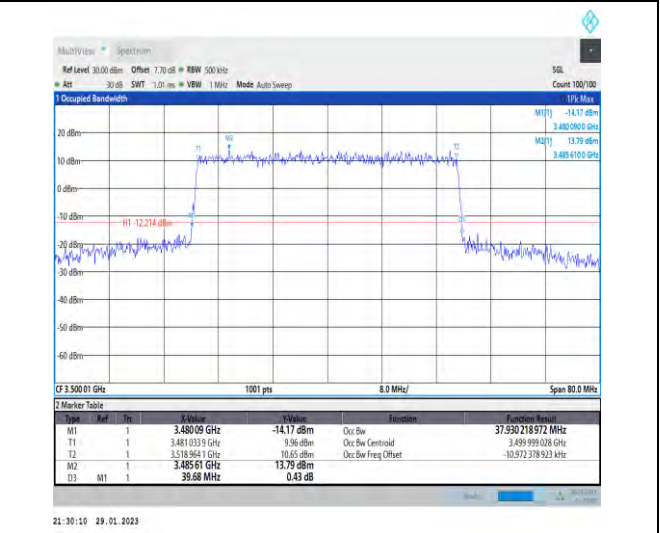 MultiView Spectrum
Ref Level 30.00 dBm Offset 7.70 dB RBW 500 kHz SGL
Att 30 dB SWT 1.01 ms VBW 1 MHz Mode Auto Sweep Count 100/100
1 Occupied Bandwidth 1Pk Max
M1[1] -14.17 dBm
3.480 090 0 GHz
M2[1] 13.79 dBm
3.485 610 0 GHz
20 dBm
M2
T1
T2
10 dBm
0 dBm
-10 dBm
H1 -12.214 dBm
-20 dBm
-30 dBm
-40 dBm
-50 dBm
-60 dBm
CF 3.500 01 GHz 1001 pts 8.0 MHz/ Span 80.0 MHz
2 Marker Table
Type Ref Trc X-Value Y-Value Function Function Result
M1 1 3.480 09 GHz -14.17 dBm Occ Bw 37.930 218 972 MHz
T1 1 3.481 033 9 GHz 9.96 dBm Occ Bw Centroid 3.499 999 028 GHz
T2 1 3.518 964 1 GHz 10.65 dBm Occ Bw Freq Offset -10.972 378 923 kHz
M2 1 3.485 61 GHz 13.79 dBm
D3 M1 1 39.68 MHz 0.43 dB
21:30:10 29.01.2023